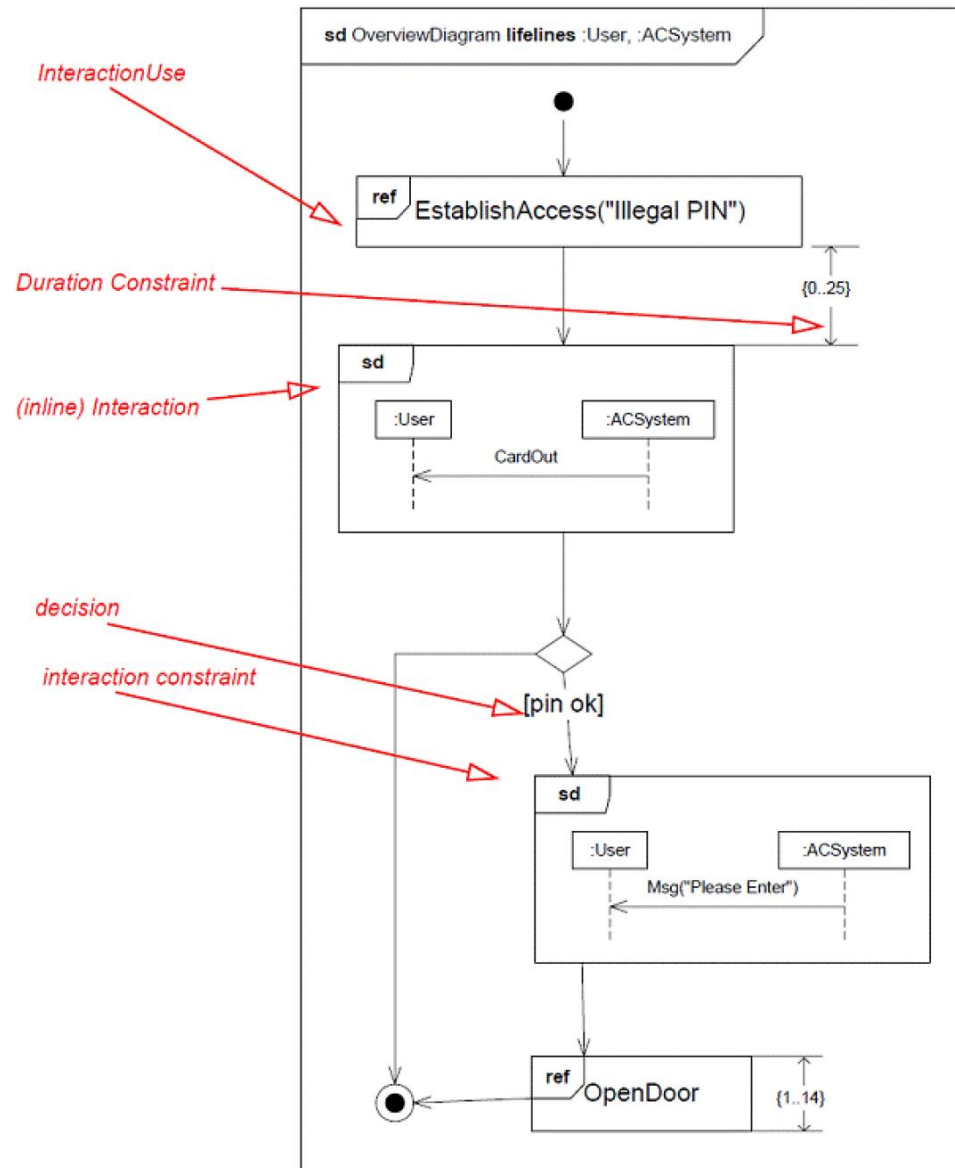 sd OverviewDiagram lifelines :User, :ACSystem
InteractionUse
ref
EstablishAccess("Illegal PIN")
Duration Constraint
{0..25}
sd
(inline) Interaction
:User
:ACSystem
CardOut
decision
interaction constraint
[pin ok]
sd
:User
:ACSystem
Msg("Please Enter")
ref
OpenDoor
{1..14}